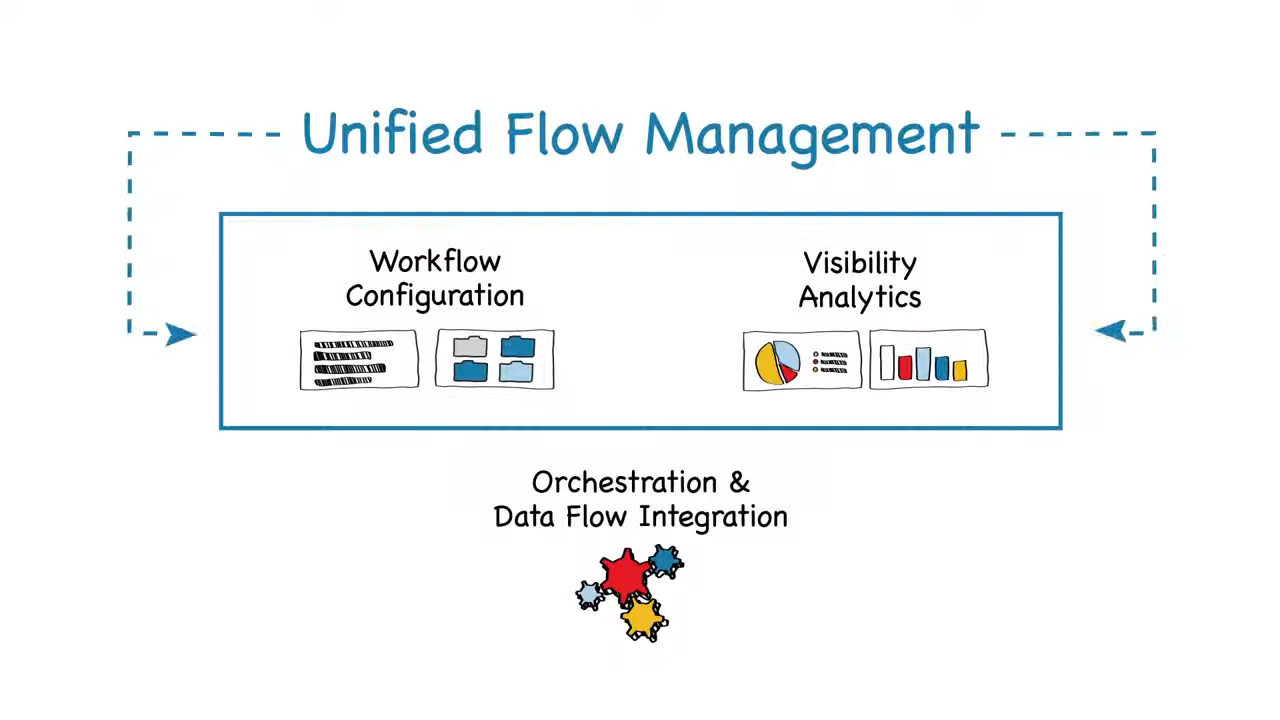 Unified Flow Management
Workflow
Configuration
Visibility
Analytics
Orchestration &
Data Flow Integration